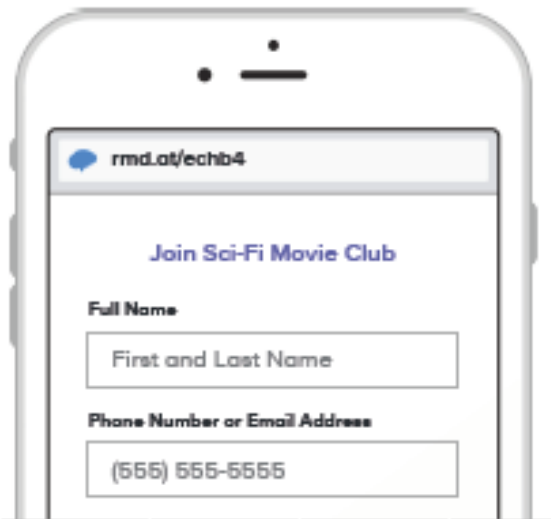 rmd.at/echb4
Join Sci-Fi Movie Club
Full Name
First and Last Name
Phone Number or Email Address
(555) 555-5555